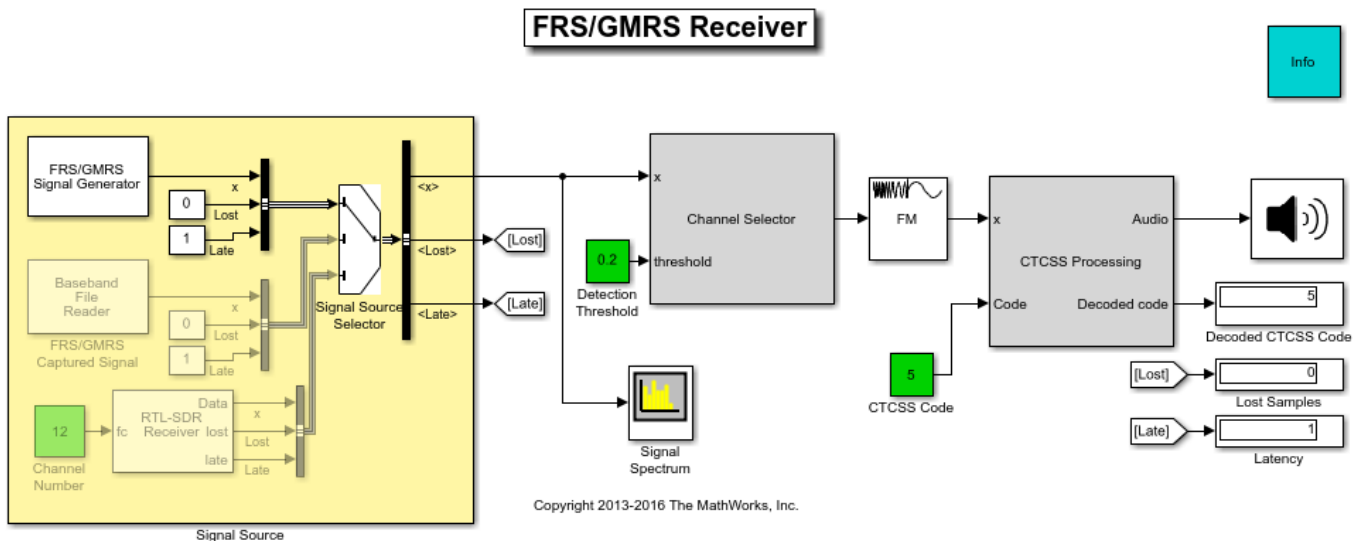 FRS/GMRS Receiver
Info
FRS/GMRS
Signal Generator
x
0
Lost
1
Late
Baseband
File
Reader
FRS/GMRS
Captured Signal
x
0
Lost
1
Late
12
Channel
Number
fc
RTL-SDR
Receiver
Data
lost
late
x
Lost
Late
Signal Source
Selector
<x>
<Lost>
<Late>
[Lost]
[Late]
Signal Source
x
threshold
Channel Selector
0.2
Detection
Threshold
Signal
Spectrum
FM
x
Code
CTCSS Processing
Audio
Decoded code
5
CTCSS Code
5
Decoded CTCSS Code
[Lost]
0
Lost Samples
[Late]
1
Latency
Copyright 2013-2016 The MathWorks, Inc.